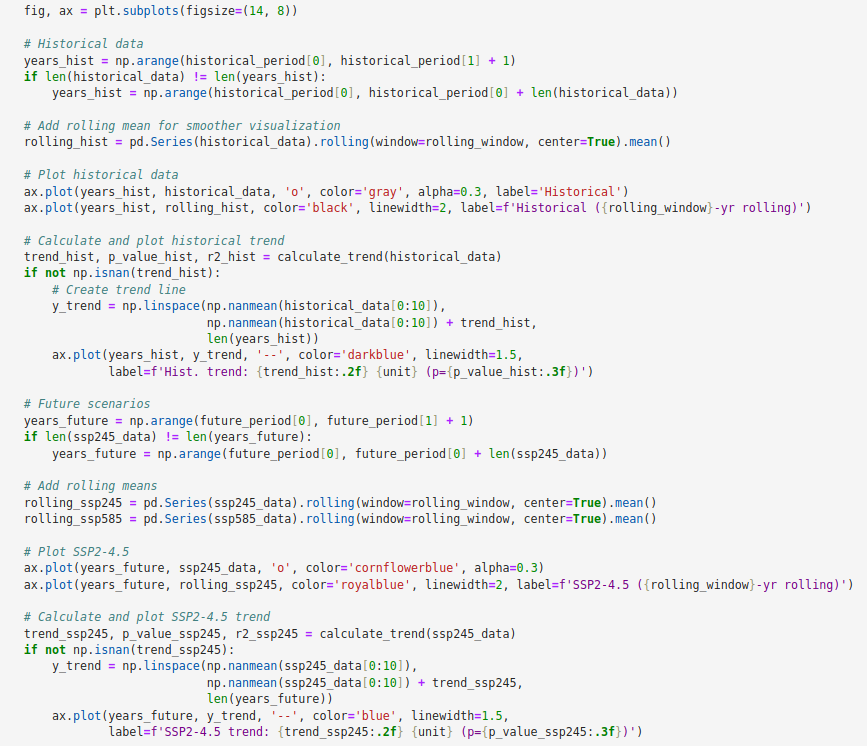 fig, ax = plt.subplots(figsize=(14, 8))

# Historical data
years_hist = np.arange(historical_period[0], historical_period[1] + 1)
if len(historical_data) != len(years_hist):
    years_hist = np.arange(historical_period[0], historical_period[0] + len(historical_data))

# Add rolling mean for smoother visualization
rolling_hist = pd.Series(historical_data).rolling(window=rolling_window, center=True).mean()

# Plot historical data
ax.plot(years_hist, historical_data, 'o', color='gray', alpha=0.3, label='Historical')
ax.plot(years_hist, rolling_hist, color='black', linewidth=2, label=f'Historical ({rolling_window}-yr rolling)')

# Calculate and plot historical trend
trend_hist, p_value_hist, r2_hist = calculate_trend(historical_data)
if not np.isnan(trend_hist):
    # Create trend line
    y_trend = np.linspace(np.nanmean(historical_data[0:10]),
                          np.nanmean(historical_data[0:10]) + trend_hist,
                          len(years_hist))
    ax.plot(years_hist, y_trend, '--', color='darkblue', linewidth=1.5,
            label=f'Hist. trend: {trend_hist:.2f} {unit} (p={p_value_hist:.3f})')

# Future scenarios
years_future = np.arange(future_period[0], future_period[1] + 1)
if len(ssp245_data) != len(years_future):
    years_future = np.arange(future_period[0], future_period[0] + len(ssp245_data))

# Add rolling means
rolling_ssp245 = pd.Series(ssp245_data).rolling(window=rolling_window, center=True).mean()
rolling_ssp585 = pd.Series(ssp585_data).rolling(window=rolling_window, center=True).mean()

# Plot SSP2-4.5
ax.plot(years_future, ssp245_data, 'o', color='cornflowerblue', alpha=0.3)
ax.plot(years_future, rolling_ssp245, color='royalblue', linewidth=2, label=f'SSP2-4.5 ({rolling_window}-yr rolling)')

# Calculate and plot SSP2-4.5 trend
trend_ssp245, p_value_ssp245, r2_ssp245 = calculate_trend(ssp245_data)
if not np.isnan(trend_ssp245):
    y_trend = np.linspace(np.nanmean(ssp245_data[0:10]),
                          np.nanmean(ssp245_data[0:10]) + trend_ssp245,
                          len(years_future))
    ax.plot(years_future, y_trend, '--', color='blue', linewidth=1.5,
            label=f'SSP2-4.5 trend: {trend_ssp245:.2f} {unit} (p={p_value_ssp245:.3f})')